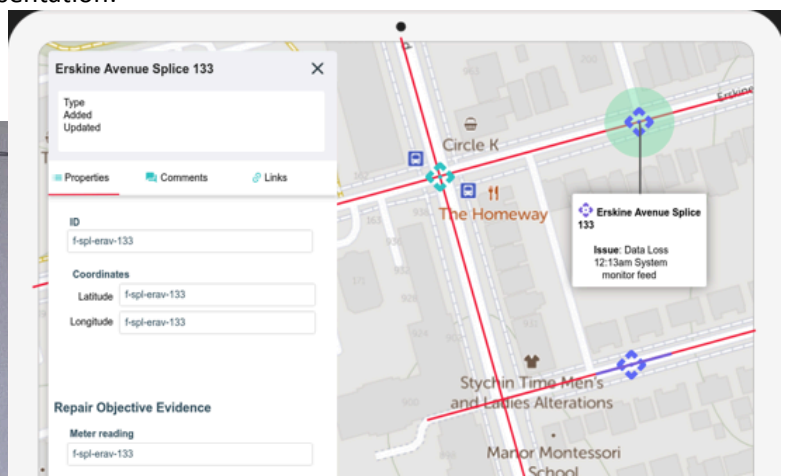 Erskine Avenue Splice 133
Type
Added
Updated
Properties
Comments
Links
ID
f-spl-erav-133
Coordinates
Latitude
f-spl-erav-133
Longitude
f-spl-erav-133
Repair Objective Evidence
Meter reading
f-spl-erav-133
200
Erskine
Circle K
The Homeway
Erskine Avenue Splice
133
Issue: Data Loss
12:13am System
monitor feed
Stychin Time Men's
and Ladies Alterations
Manor Montessori
School